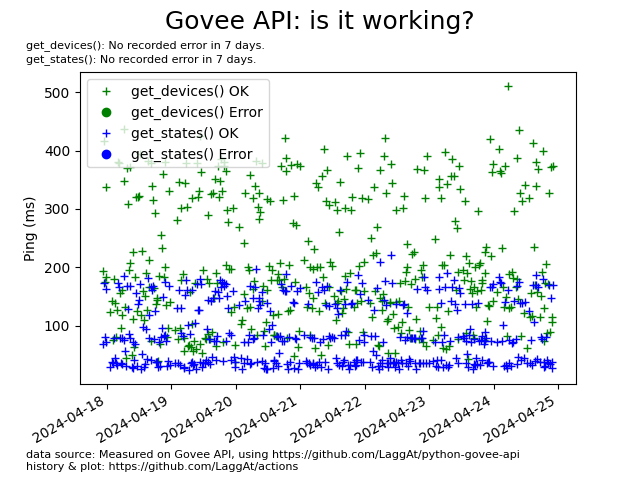 Govee API: is it working?
get_devices(): No recorded error in 7 days.
get_states(): No recorded error in 7 days.
get_devices() OK
get_devices() Error
get_states() OK
get_states() Error
Ping (ms)
500
400
300
200
100
2024-04-18
2024-04-19
2024-04-20
2024-04-21
2024-04-22
2024-04-23
2024-04-24
2024-04-25
data source: Measured on Govee API, using https://github.com/LaggAt/python-govee-api
history & plot: https://github.com/LaggAt/actions